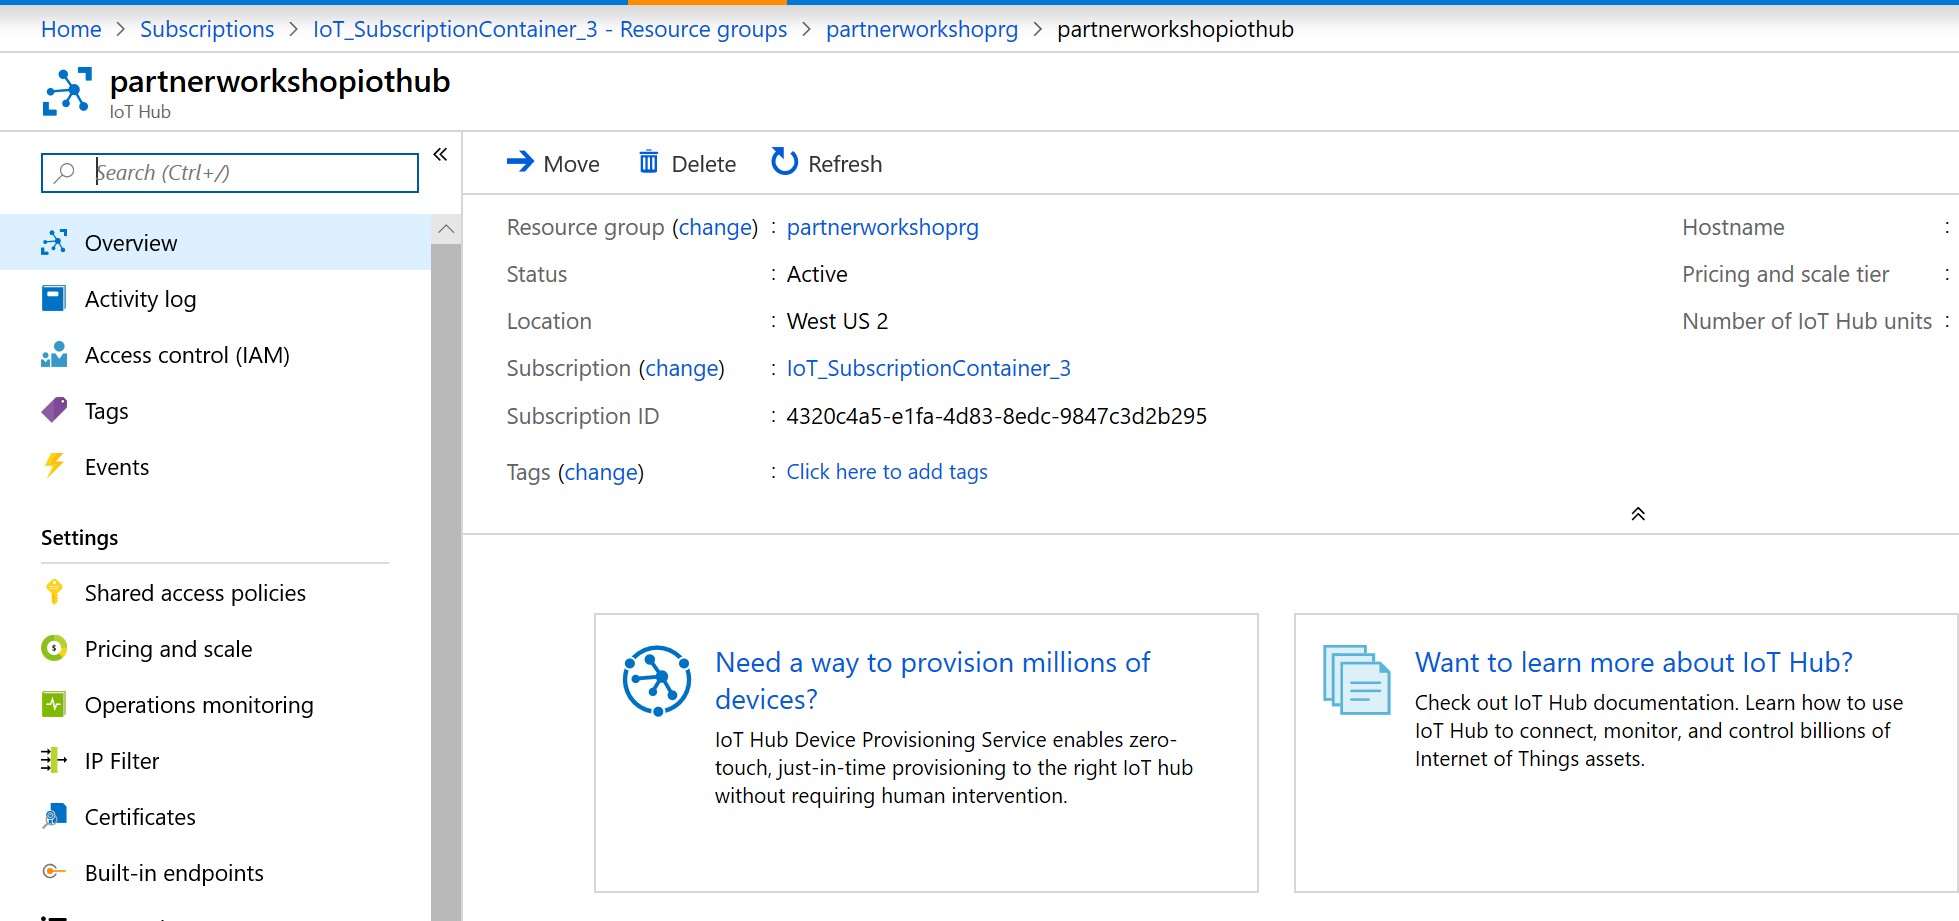 Home > Subscriptions > IoT_SubscriptionContainer_3 - Resource groups > partnerworkshoprg > partnerworkshopiothub
partnerworkshopiothub
IoT Hub
Search (Ctrl+/)
Overview
Activity log
Access control (IAM)
Tags
Events
Settings
Shared access policies
Pricing and scale
Operations monitoring
IP Filter
Certificates
Built-in endpoints
Move Delete Refresh
Resource group (change) : partnerworkshoprg
Status : Active
Location : West US 2
Subscription (change) : IoT_SubscriptionContainer_3
Subscription ID : 4320c4a5-e1fa-4d83-8edc-9847c3d2b295
Tags (change) : Click here to add tags
Hostname :
Pricing and scale tier :
Number of IoT Hub units :
Need a way to provision millions of
devices?
IoT Hub Device Provisioning Service enables zero-
touch, just-in-time provisioning to the right IoT hub
without requiring human intervention.
Want to learn more about IoT Hub?
Check out IoT Hub documentation. Learn how to use
IoT Hub to connect, monitor, and control billions of
Internet of Things assets.